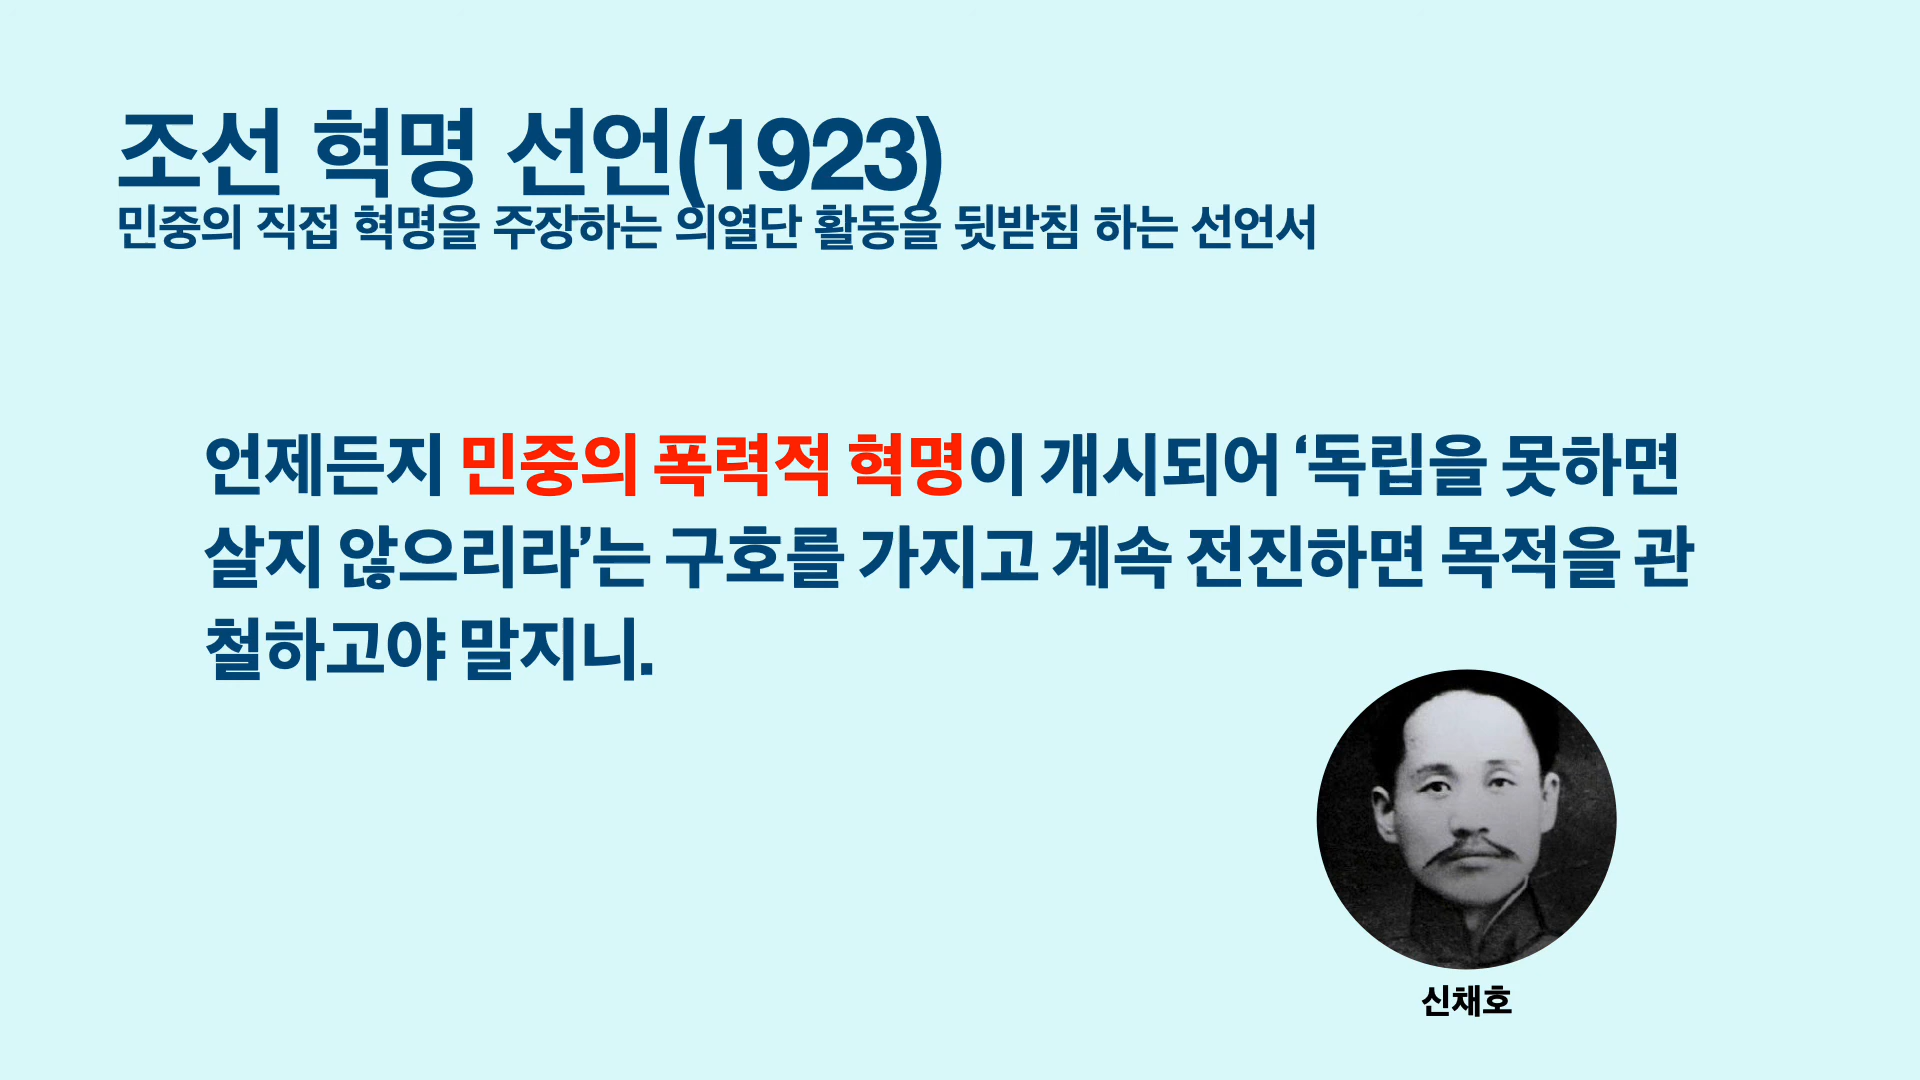 조선 혁명 선언(1923)
민중의 직접 혁명을 주장하는 의열단 활동을 뒷받침 하는 선언서
언제든지 민중의 폭력적 혁명이 개시되어 ‘독립을 못하면
살지 않으리라’는 구호를 가지고 계속 전진하면 목적을 관
철하고야 말지니.
신채호